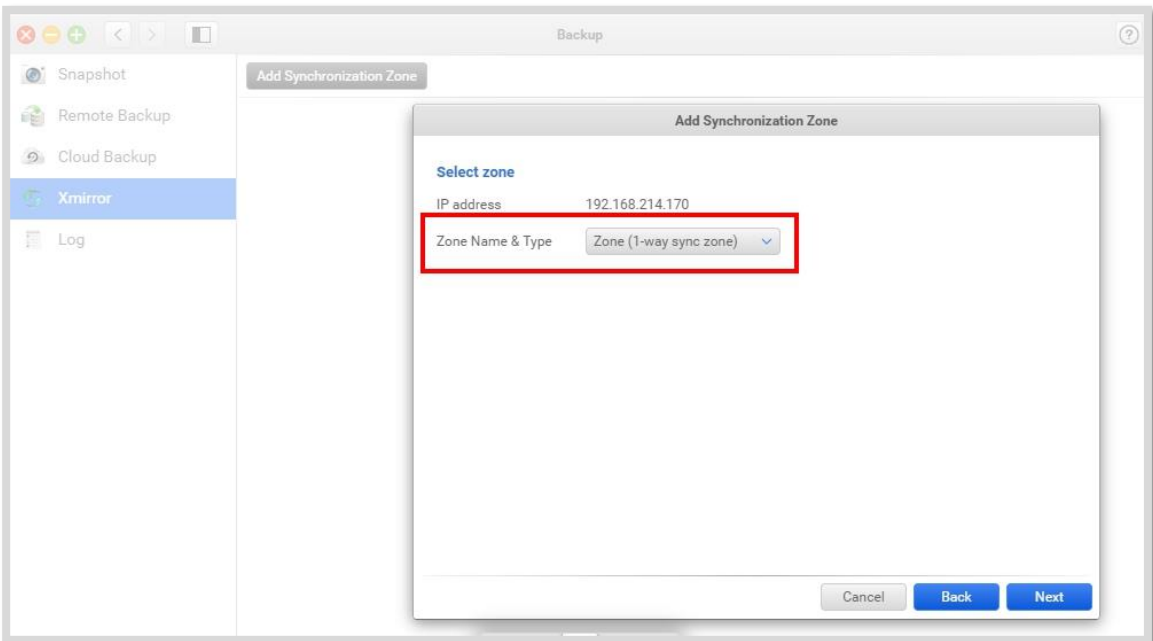 Backup
Snapshot
Remote Backup
Cloud Backup
Xmirror
Log
Add Synchronization Zone
Add Synchronization Zone
Select zone
IP address 192.168.214.170
Zone Name & Type Zone (1-way sync zone)
Cancel Back Next